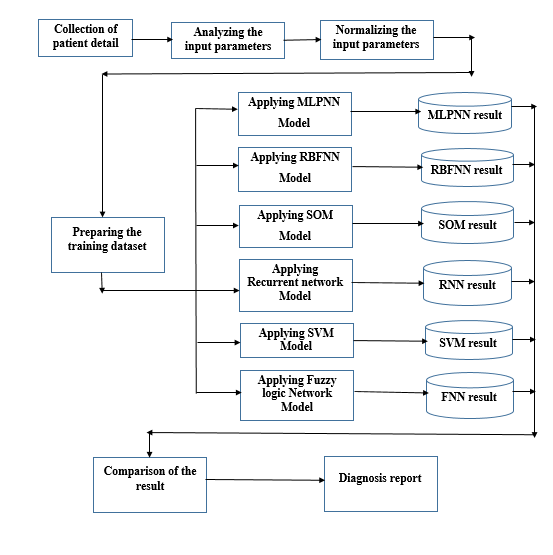 Collection of
patient detail
Analyzing the
input parameters
Normalizing the
input parameters
Applying MLPNN
Model
MLPNN result
Applying RBFNN
Model
RBFNN result
Applying SOM
Model
SOM result
Preparing the
training dataset
Applying
Recurrent network
Model
RNN result
Applying SVM
Model
SVM result
Applying Fuzzy
logic Network
Model
FNN result
Comparison of the
result
Diagnosis report